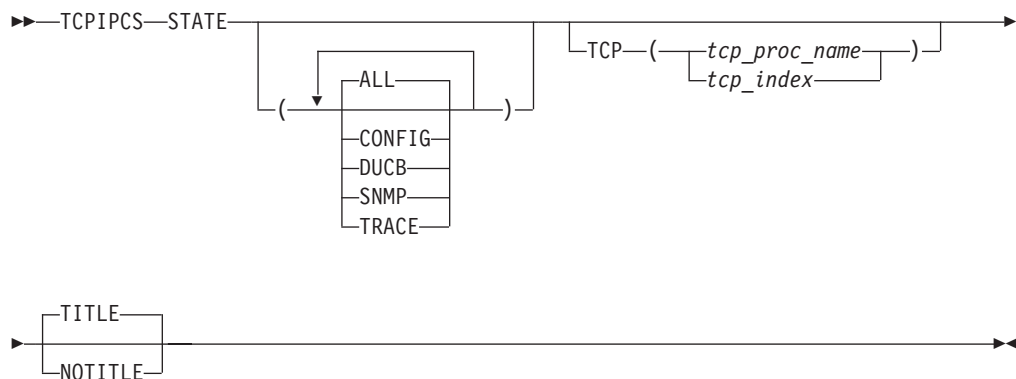 TCPIPCS STATE
TCP ( tcp_proc_name )
tcp_index
ALL
( )
CONFIG
DUCB
SNMP
TRACE
TITLE
NOTITLE